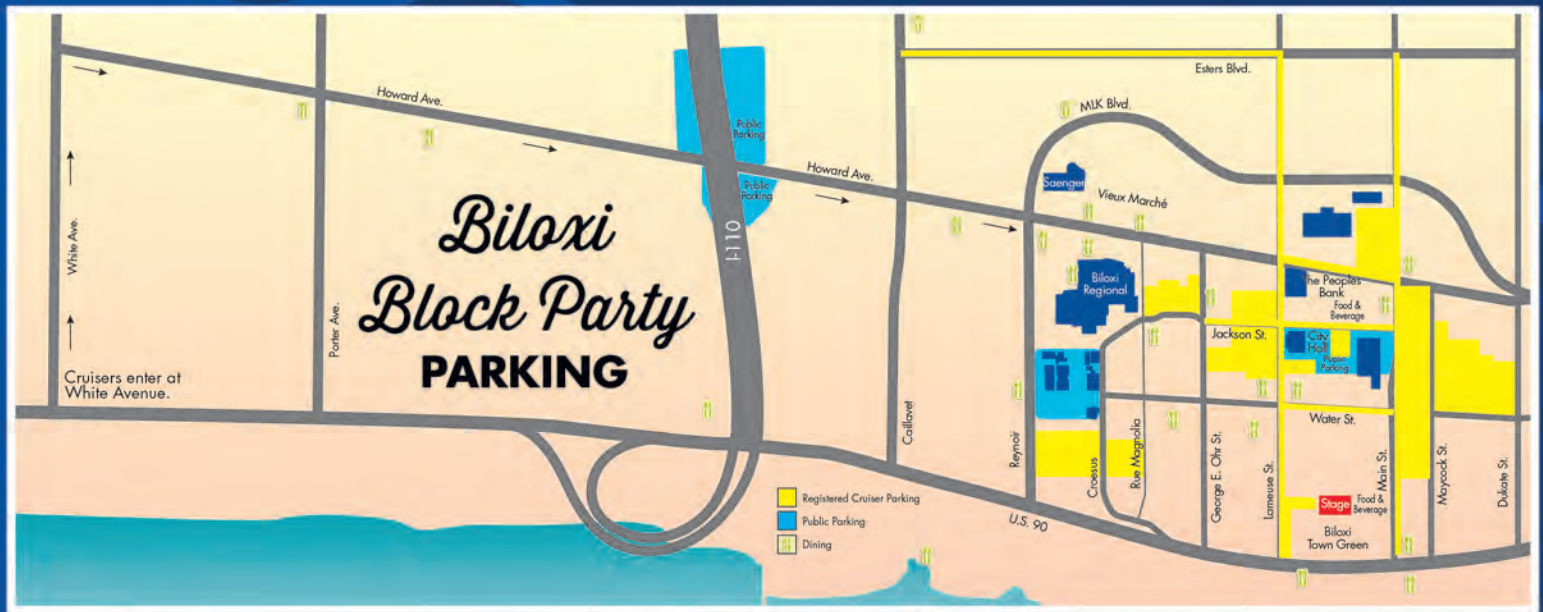 Esters Blvd.
MLK Blvd.
Howard Ave.
Public
Parking
Howard Ave.
Public
Parking
Saenger
Vieux Marché
Biloxi
Block Party
PARKING
I-110
White Ave.
Porter Ave.
Cruisers enter at
White Avenue.
Biloxi
Regional
The Peoples
Bank
Food &
Beverage
Jackson St.
City
Hall
Public
Parking
Water St.
Caillavet
Reynoir
Croesus
Rue Magnolia
George E. Ohr St.
Lameuse St.
Main St.
Maycock St.
Dukate St.
Registered Cruiser Parking
Public Parking
Dining
U.S. 90
Stage
Food &
Beverage
Biloxi
Town Green